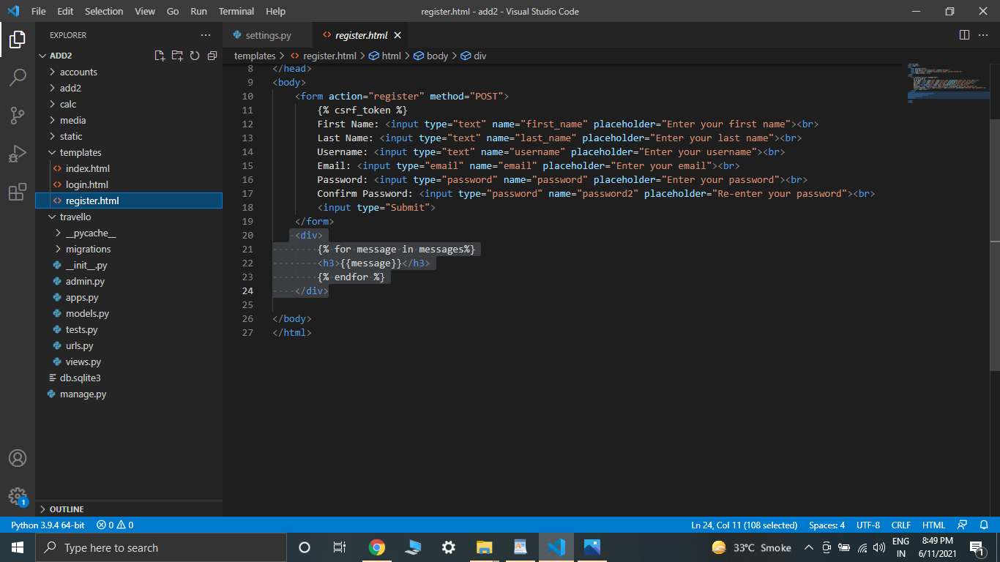 File Edit Selection View Go Run Terminal Help
register.html - add2 - Visual Studio Code
EXPLORER
ADD2
accounts
add2
calc
media
static
templates
index.html
login.html
register.html
travello
__pycache__
migrations
__init__.py
admin.py
apps.py
models.py
tests.py
urls.py
views.py
db.sqlite3
manage.py
OUTLINE
settings.py
register.html
templates > register.html > html > body > div
8 </head>
9 <body>
10 <form action="register" method="POST">
11 {% csrf_token %}
12 First Name: <input type="text" name="first_name" placeholder="Enter your first name"><br>
13 Last Name: <input type="text" name="last_name" placeholder="Enter your last name"><br>
14 Username: <input type="text" name="username" placeholder="Enter your username"><br>
15 Email: <input type="email" name="email" placeholder="Enter your email"><br>
16 Password: <input type="password" name="password" placeholder="Enter your password"><br>
17 Confirm Password: <input type="password" name="password2" placeholder="Re-enter your password"><br>
18 <input type="Submit">
19 </form>
20 <div>
21 {% for message in messages%}
22 <h3>{{message}}</h3>
23 {% endfor %}
24 </div>
25
26 </body>
27 </html>
1
Python 3.9.4 64-bit 0 0
Ln 24, Col 11 (108 selected) Spaces: 4 UTF-8 CRLF HTML
Type here to search
33°C Smoke
ENG
IN
8:49 PM
6/11/2021
1